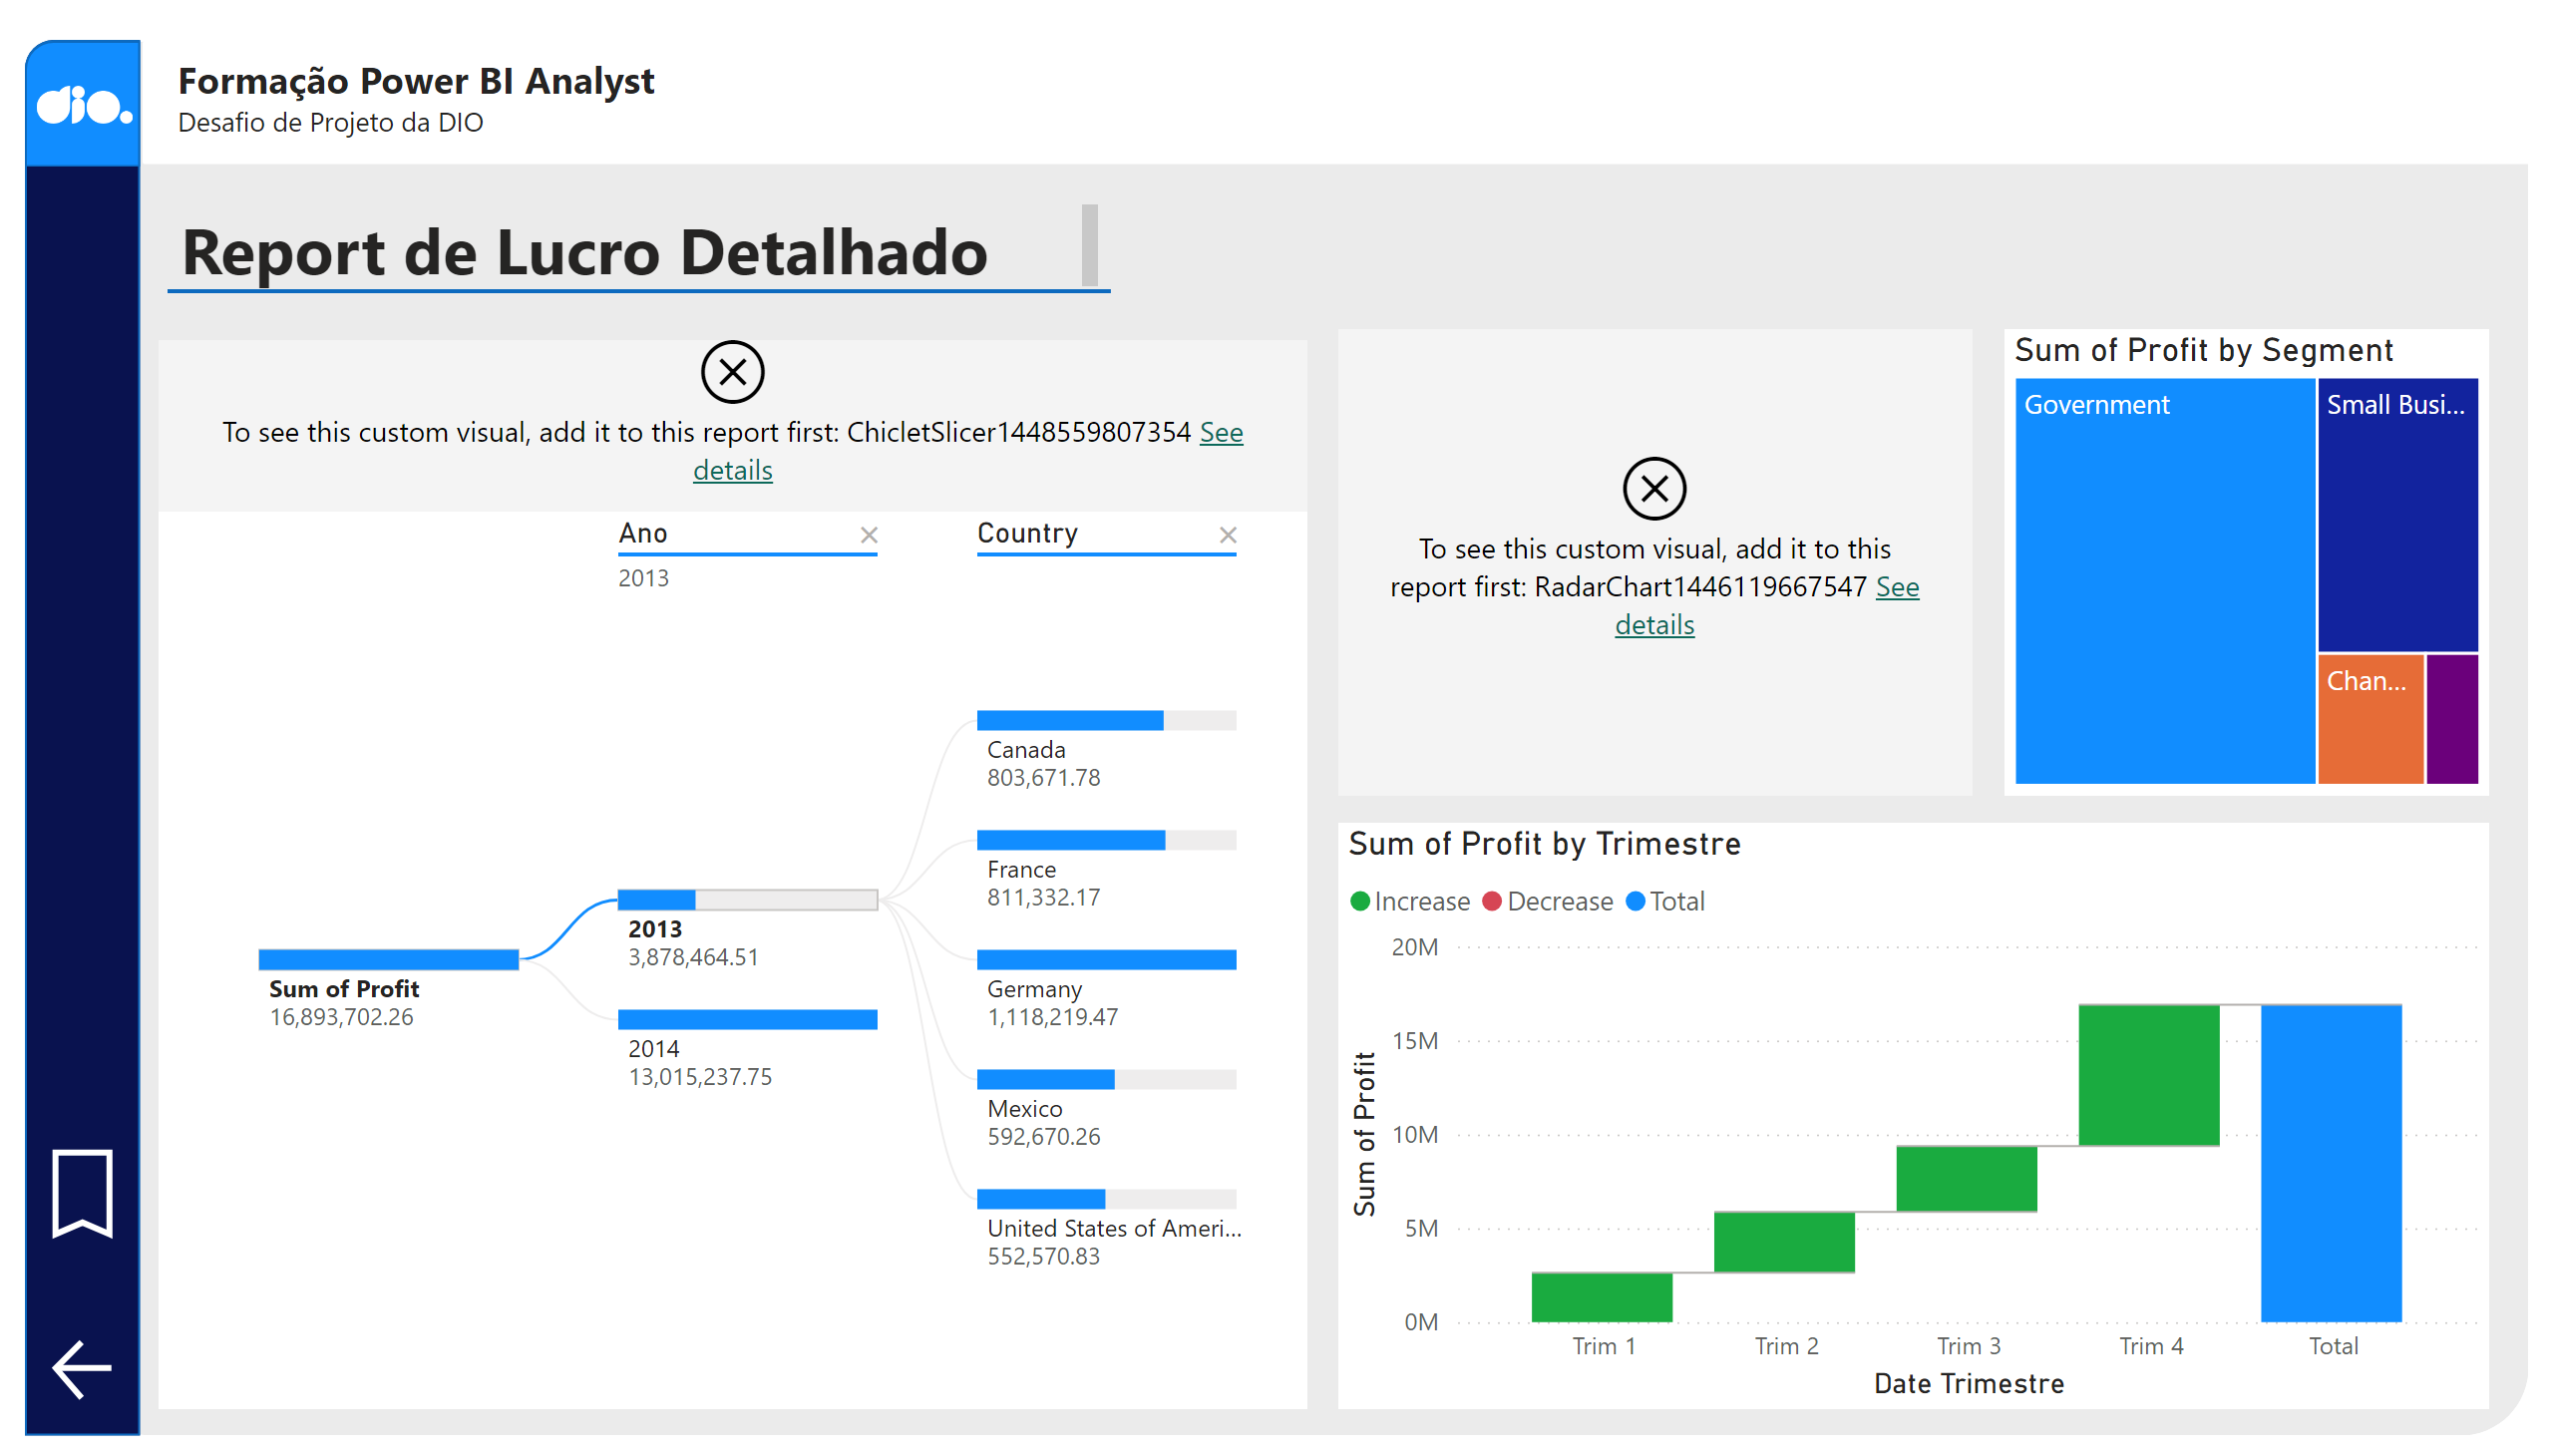 dio.
Formação Power BI Analyst
Desafio de Projeto da DIO
Report de Lucro Detalhado
To see this custom visual, add it to this report first: ChicletSlicer1448559807354 See
details
Ano
2013
Country
Sum of Profit
16,893,702.26
2013
3,878,464.51
2014
13,015,237.75
Canada
803,671.78
France
811,332.17
Germany
1,118,219.47
Mexico
592,670.26
United States of Ameri...
552,570.83
To see this custom visual, add it to this
report first: RadarChart1446119667547 See
details
Sum of Profit by Segment
Government
Small Busi...
Chan...
Sum of Profit by Trimestre
Increase Decrease Total
20M
15M
10M
5M
0M
Sum of Profit
Trim 1 Trim 2 Trim 3 Trim 4 Total
Date Trimestre